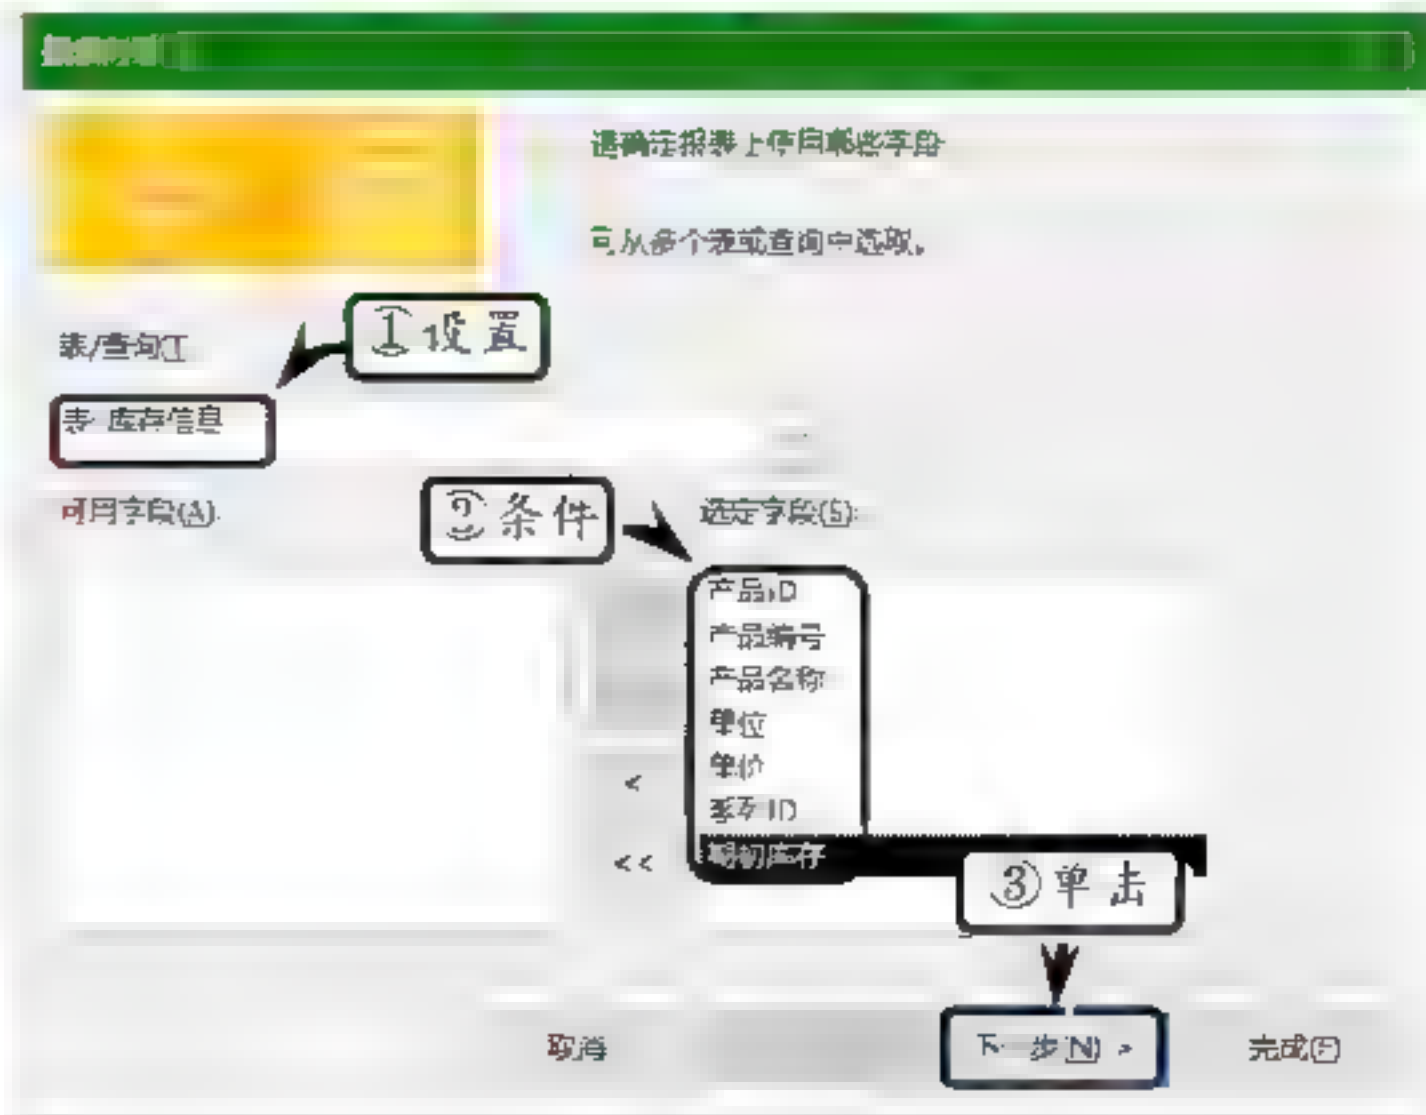 请确定报表上使用哪些字段
可从多个表或查询中选取。
①设置
表/查询(T
表: 库存信息
②条件
可用字段(A):
选定字段(S):
产品ID
产品编号
产品名称
单位
单价
系列ID
<
<<
期初库存
③单击
取消
下一步(N) >
完成(F)